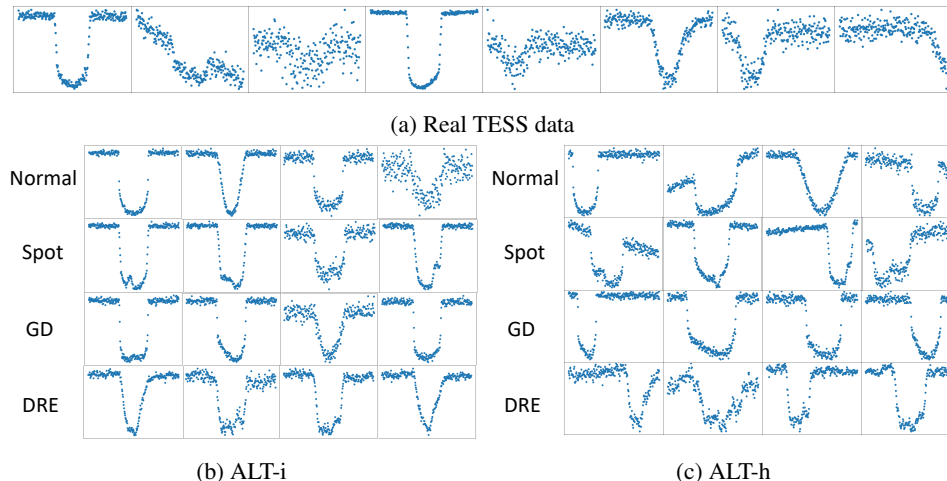 (a) Real TESS data
Normal
Spot
GD
DRE
(b) ALT-i
Normal
Spot
GD
DRE
(c) ALT-h